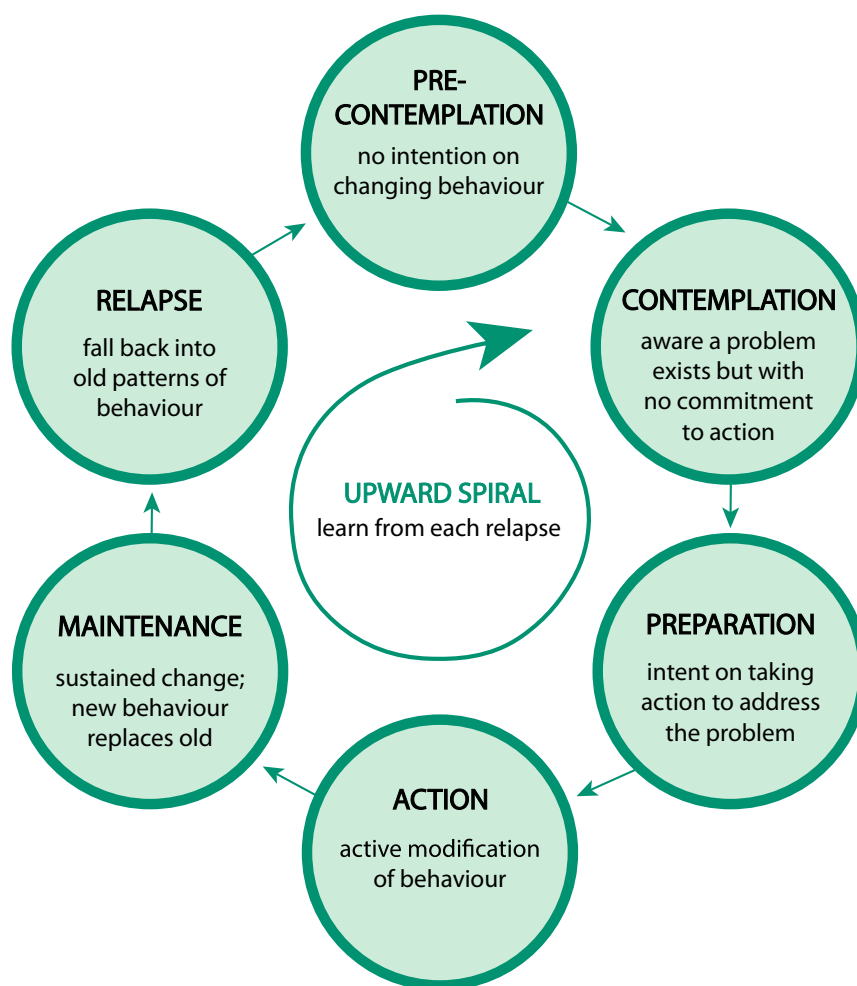 PRE-
CONTEMPLATION
no intention on
changing behaviour
CONTEMPLATION
aware a problem
exists but with
no commitment
to action
PREPARATION
intent on taking
action to address
the problem
ACTION
active modification
of behaviour
MAINTENANCE
sustained change;
new behaviour
replaces old
RELAPSE
fall back into
old patterns of
behaviour
UPWARD SPIRAL
learn from each relapse